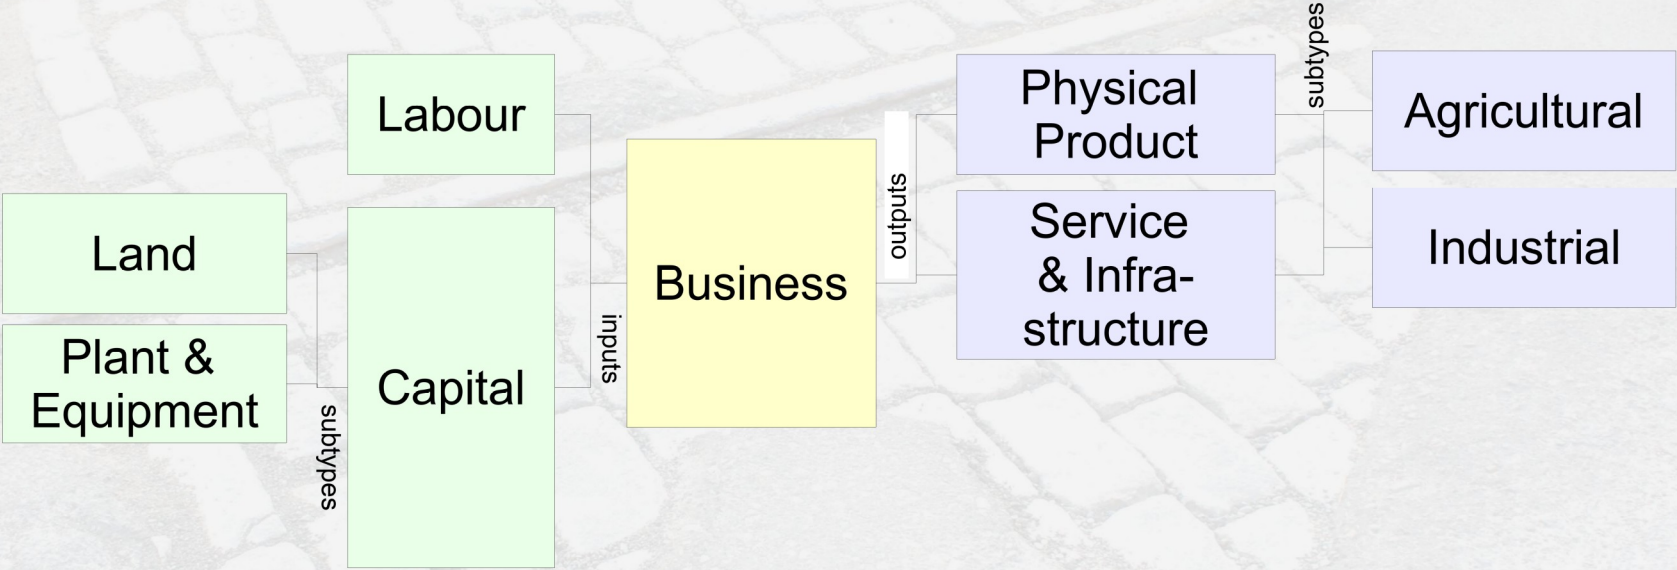 Labour
Land
Plant &
Equipment
subtypes
Capital
inputs
Business
outputs
Physical
Product
Service
& Infra-
structure
subtypes
Agricultural
Industrial